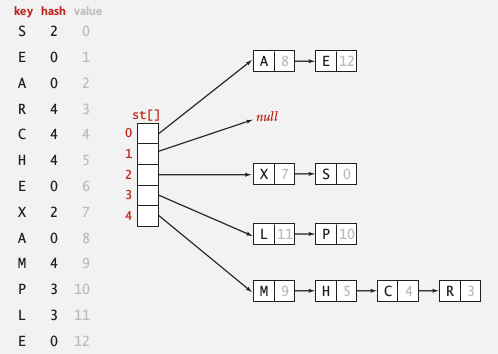 key hash value
S 2 0
E 0 1
A 0 2
R 4 3
C 4 4
H 4 5
E 0 6
X 2 7
A 0 8
M 4 9
P 3 10
L 3 11
E 0 12
st[]
0
1
2
3
4
A 8 E 12
null
X 7 S 0
L 11 P 10
M 9 H 5 C 4 R 3